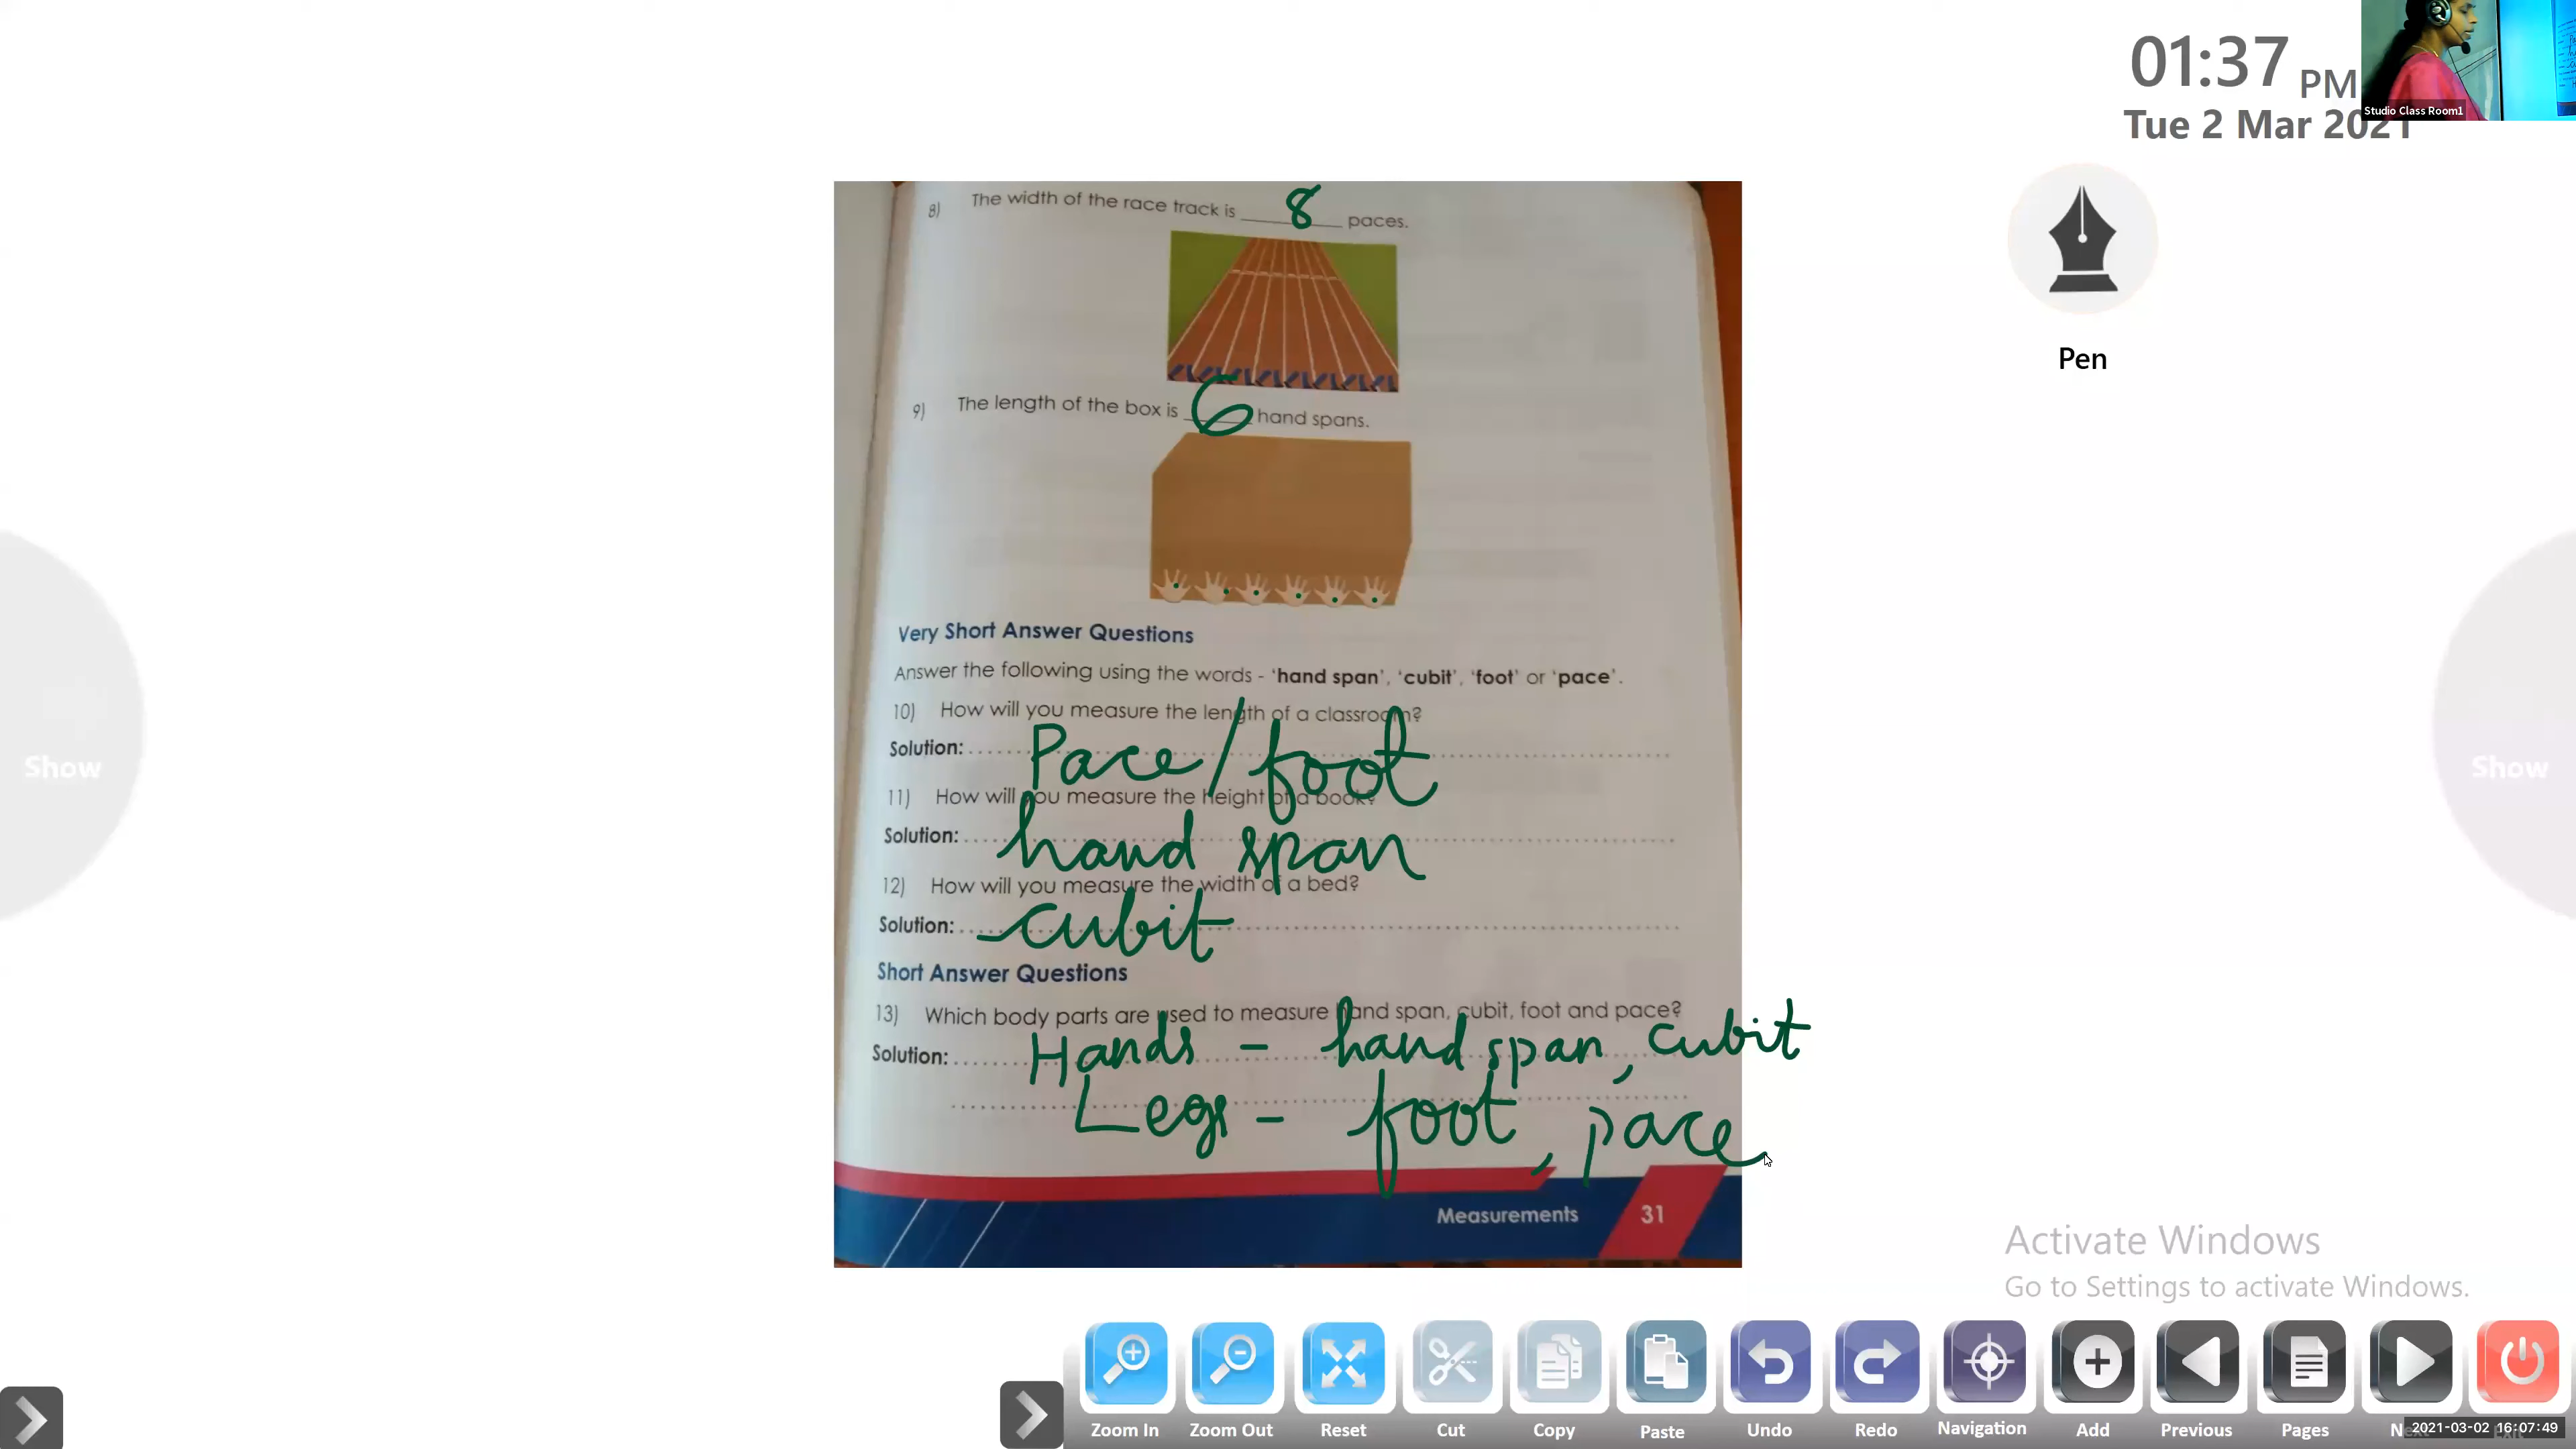 01:37 PM
Studio Class Room1
Tue 2 Mar 2021
8) The width of the race track is 8 paces.
Pen
9) The length of the box is 6 hand spans.
Very Short Answer Questions
Answer the following using the words - 'hand span', 'cubit', 'foot' or 'pace'.
10) How will you measure the length of a classroom?
Solution: Pace/foot
11) How will you measure the height of a book?
Solution: hand span
12) How will you measure the width of a bed?
Solution: cubit
Short Answer Questions
13) Which body parts are used to measure hand span, cubit, foot and pace?
Solution: Hands - hand span, cubit
Legs - foot, pace
Measurements 31
Show
Show
Activate Windows
Go to Settings to activate Windows.
Zoom In Zoom Out Reset Cut Copy Paste Undo Redo Navigation Add Previous Pages
2021-03-02 16:07:49